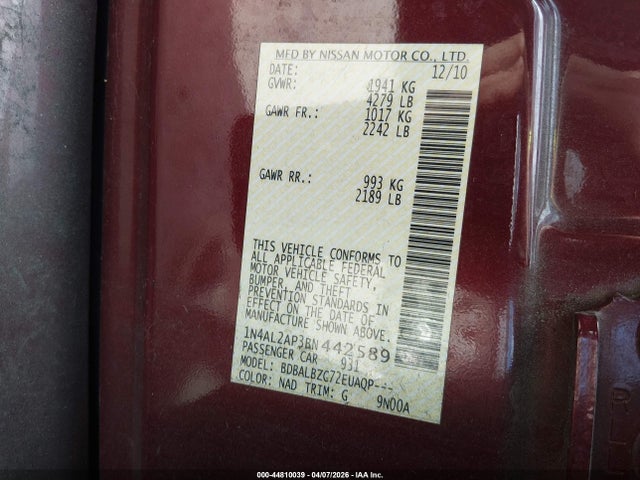 MFD BY NISSAN MOTOR CO., LTD.
DATE: 12/10
GVWR: 1941 KG
4279 LB
GAWR FR.: 1017 KG
2242 LB
GAWR RR.: 993 KG
2189 LB
THIS VEHICLE CONFORMS TO
ALL APPLICABLE FEDERAL
MOTOR VEHICLE SAFETY,
BUMPER, AND THEFT
PREVENTION STANDARDS IN
EFFECT ON THE DATE OF
MANUFACTURE SHOWN ABOVE.
1N4AL2AP3BN442589
PASSENGER CAR 931
MODEL: BDBALBZC72EUAQP---
COLOR: NAD TRIM: G 9N00A
000-44810039 - 04/07/2026 - IAA Inc.